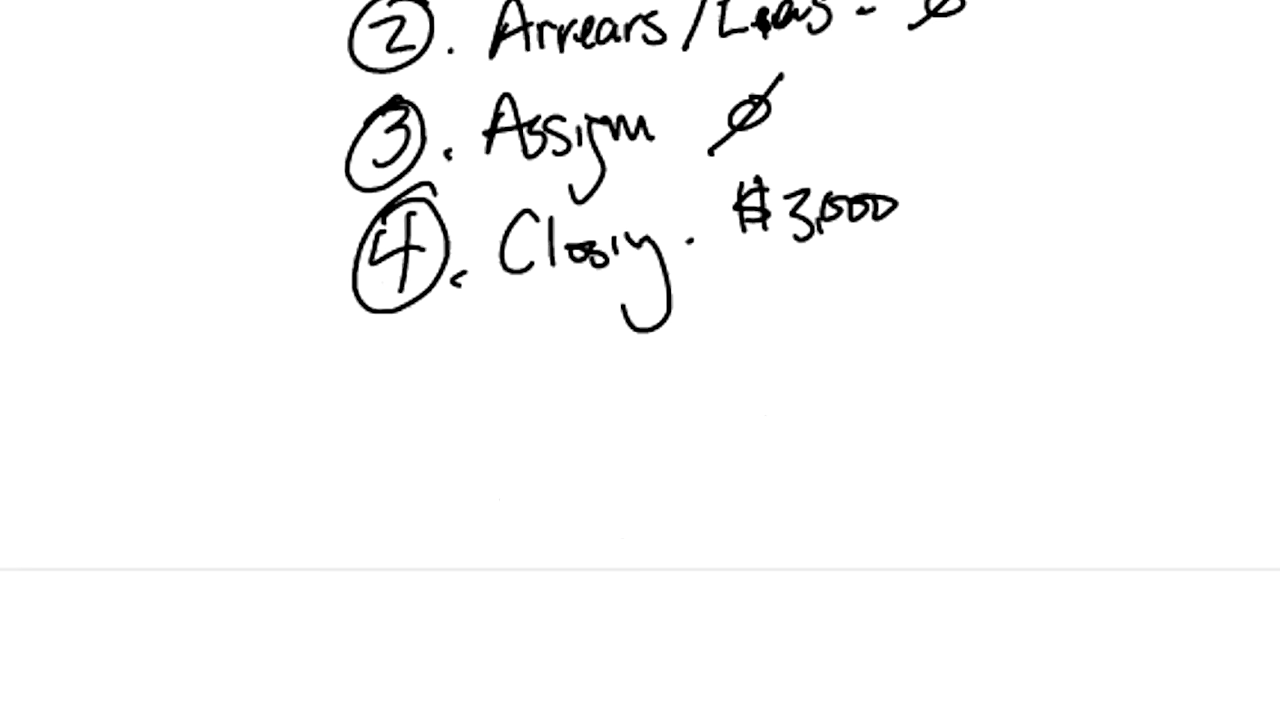 ②. Arrears / Liens - Ø
③. Assign Ø
④. Closing. $3,000